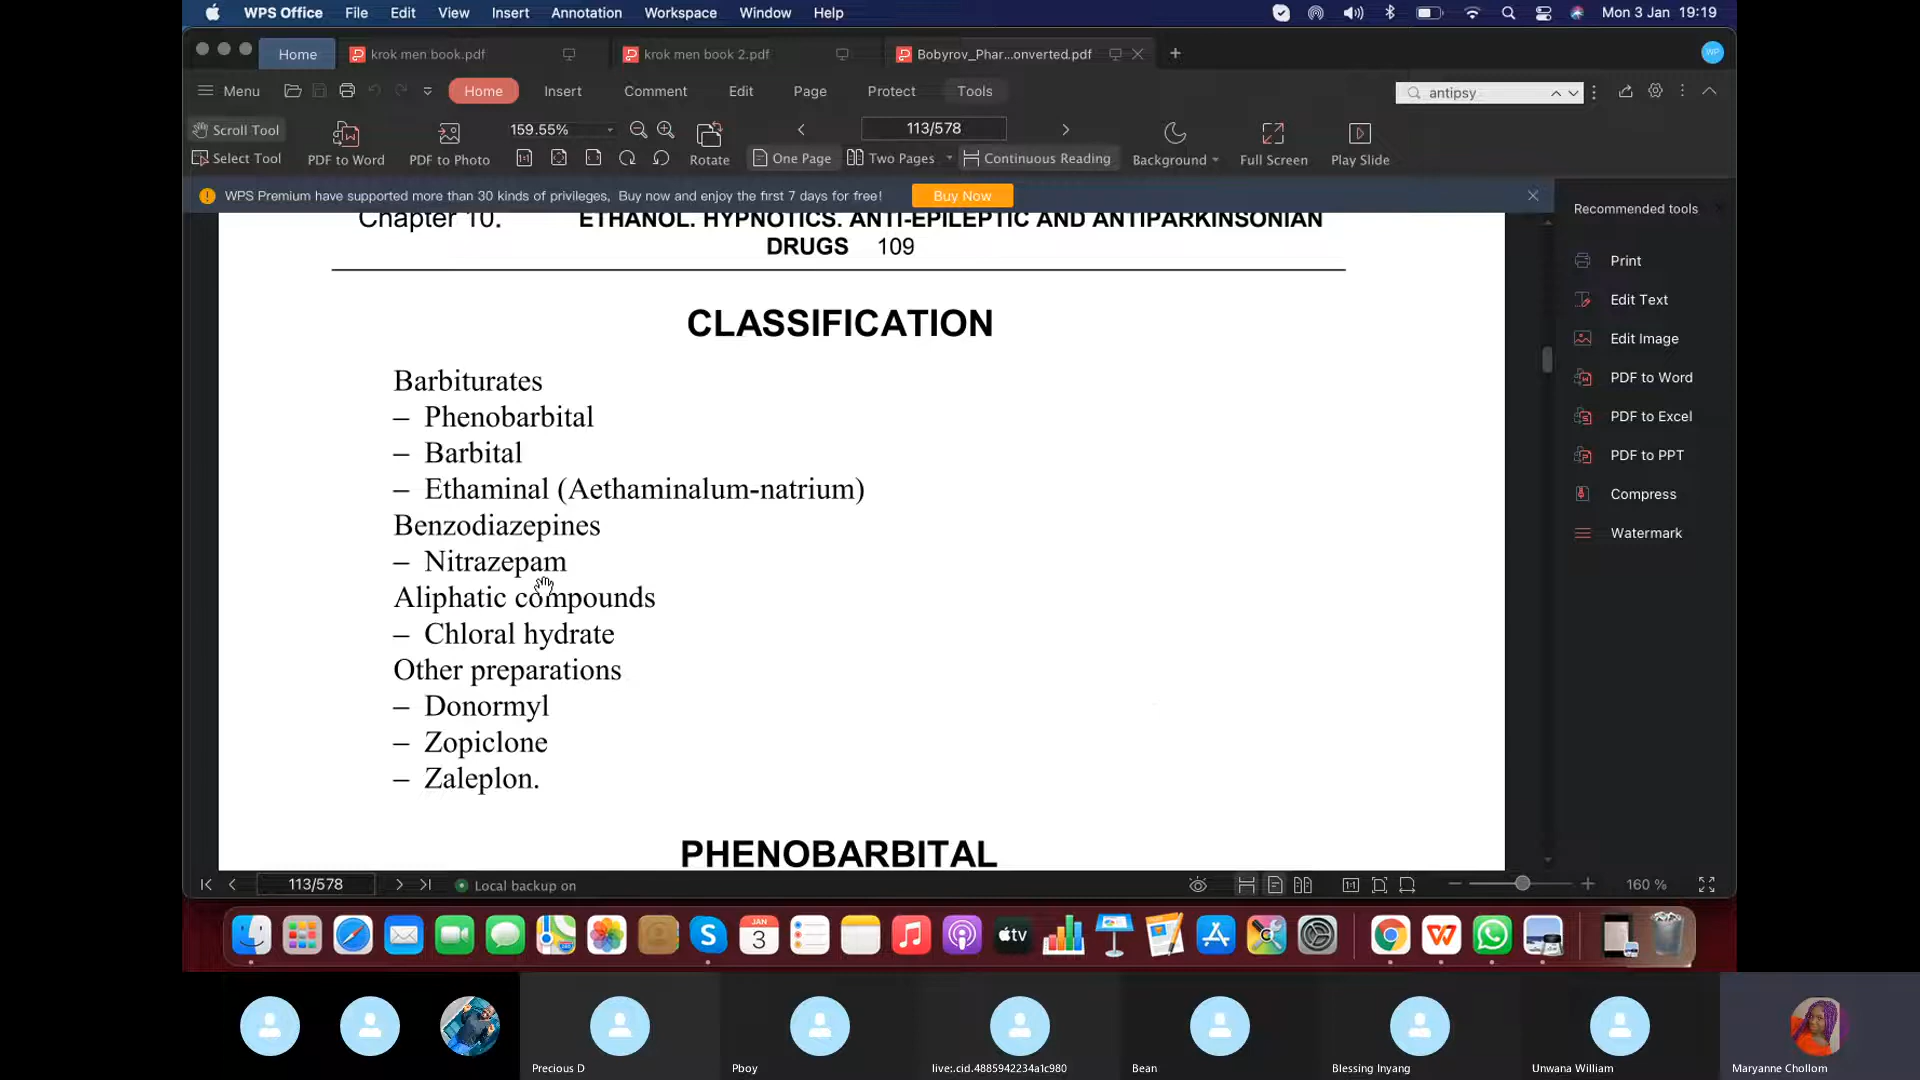 WPS Office File Edit View Insert Annotation Workspace Window Help Mon 3 Jan 19:19
Home krok men book.pdf krok men book 2.pdf Bobyrov_Phar...onverted.pdf WP
Menu Home Insert Comment Edit Page Protect Tools antipsy
Scroll Tool 159.55% 113/578
Select Tool PDF to Word PDF to Photo Rotate One Page Two Pages Continuous Reading Background Full Screen Play Slide
WPS Premium have supported more than 30 kinds of privileges, Buy now and enjoy the first 7 days for free! Buy Now
Recommended tools
Print
Edit Text
Edit Image
PDF to Word
PDF to Excel
PDF to PPT
Compress
Watermark
Chapter 10. ETHANOL. HYPNOTICS. ANTI-EPILEPTIC AND ANTIPARKINSONIAN
DRUGS 109
CLASSIFICATION
Barbiturates
– Phenobarbital
– Barbital
– Ethaminal (Aethaminalum-natrium)
Benzodiazepines
– Nitrazepam
Aliphatic compounds
– Chloral hydrate
Other preparations
– Donormyl
– Zopiclone
– Zaleplon.
PHENOBARBITAL
113/578 Local backup on 160 %
JAN
3
tv
Precious D Pboy live:.cid.4885942234a1c980 Bean Blessing Inyang Unwana William Maryanne Chollom